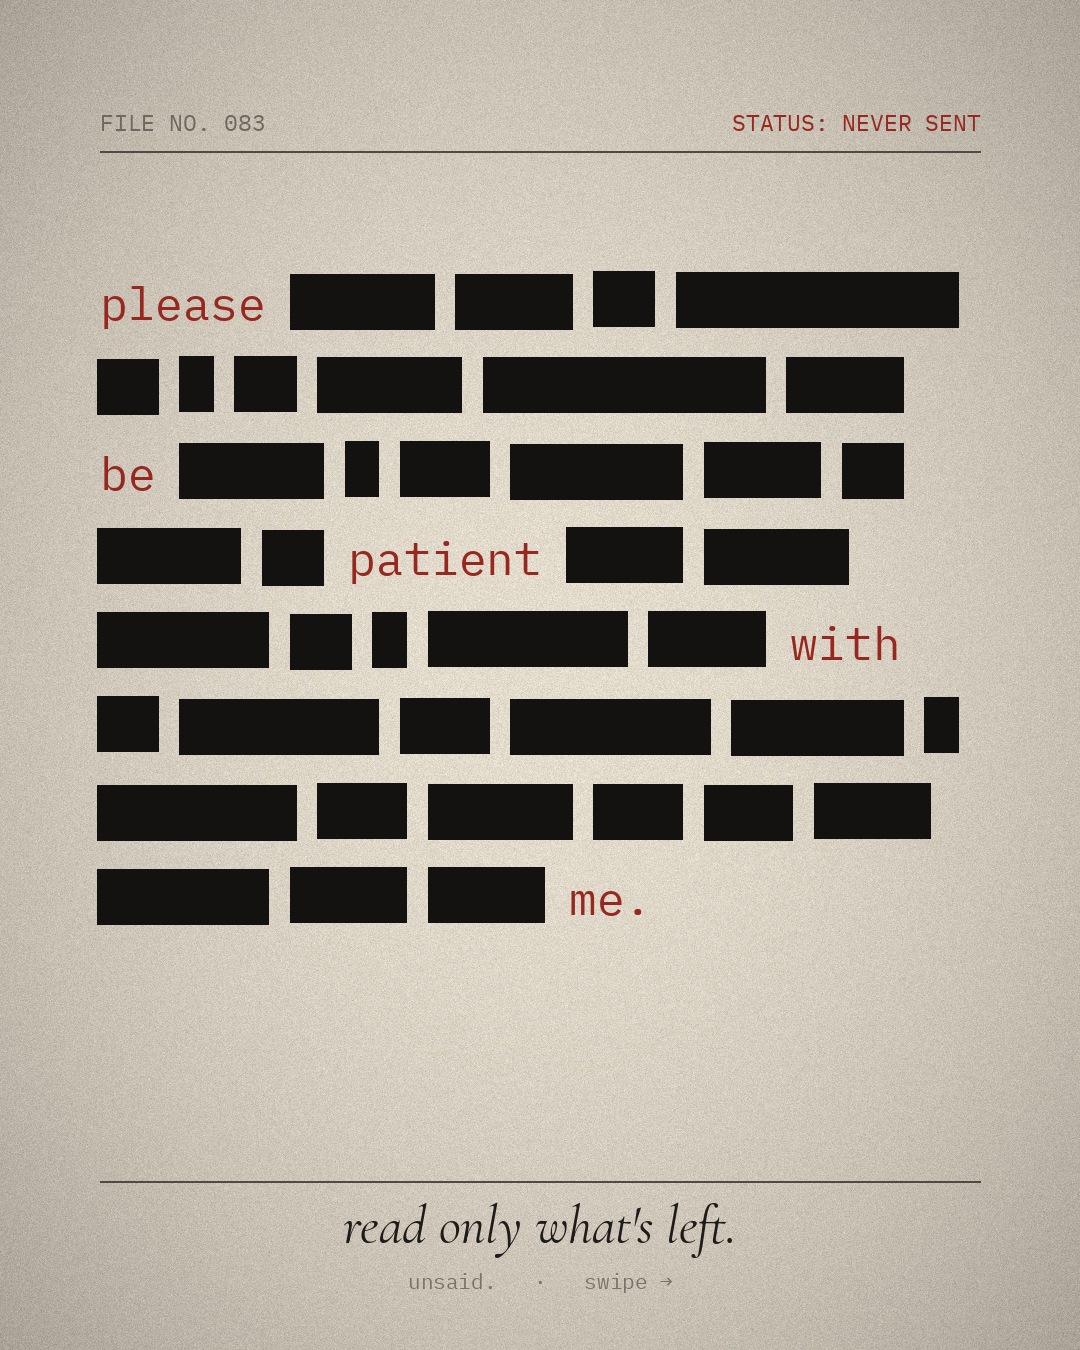 FILE NO. 083
STATUS: NEVER SENT
please
be
patient
with
me.
read only what's left.
unsaid. · swipe →